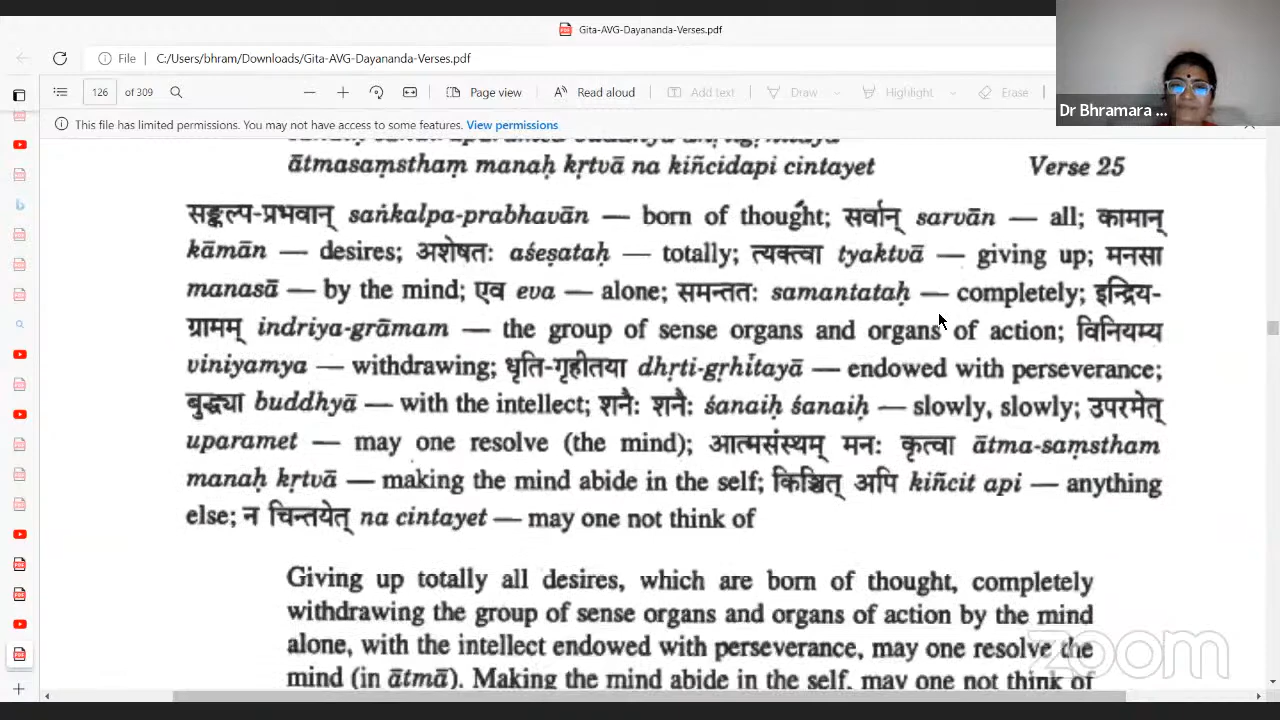 Gita-AVG-Dayananda-Verses.pdf
File C:/Users/bhram/Downloads/Gita-AVG-Dayananda-Verses.pdf
126 of 309 Page view Read aloud Add text Draw Highlight Erase
Dr Bhramara ...
This file has limited permissions. You may not have access to some features. View permissions
ātmasaṃsthaṃ manaḥ kṛtvā na kiñcidapi cintayet Verse 25
सङ्कल्प-प्रभवान् saṅkalpa-prabhavān — born of thought; सर्वान् sarvān — all; कामान्
kāmān — desires; अशेषतः aśeṣataḥ — totally; त्यक्त्वा tyaktvā — giving up; मनसा
manasā — by the mind; एव eva — alone; समन्ततः samantataḥ — completely; इन्द्रिय-
ग्रामम् indriya-grāmam — the group of sense organs and organs of action; विनियम्य
viniyamya — withdrawing; धृति-गृहीतया dhṛti-gṛhītayā — endowed with perseverance;
बुद्ध्या buddhyā — with the intellect; शनैः शनैः śanaiḥ śanaiḥ — slowly, slowly; उपरमेत्
uparamet — may one resolve (the mind); आत्मसंस्थम् मनः कृत्वा ātma-saṃstham
manaḥ kṛtvā — making the mind abide in the self; किञ्चित् अपि kiñcit api — anything
else; न चिन्तयेत् na cintayet — may one not think of
Giving up totally all desires, which are born of thought, completely
withdrawing the group of sense organs and organs of action by the mind
alone, with the intellect endowed with perseverance, may one resolve the
mind (in ātmā). Making the mind abide in the self, may one not think of
zoom